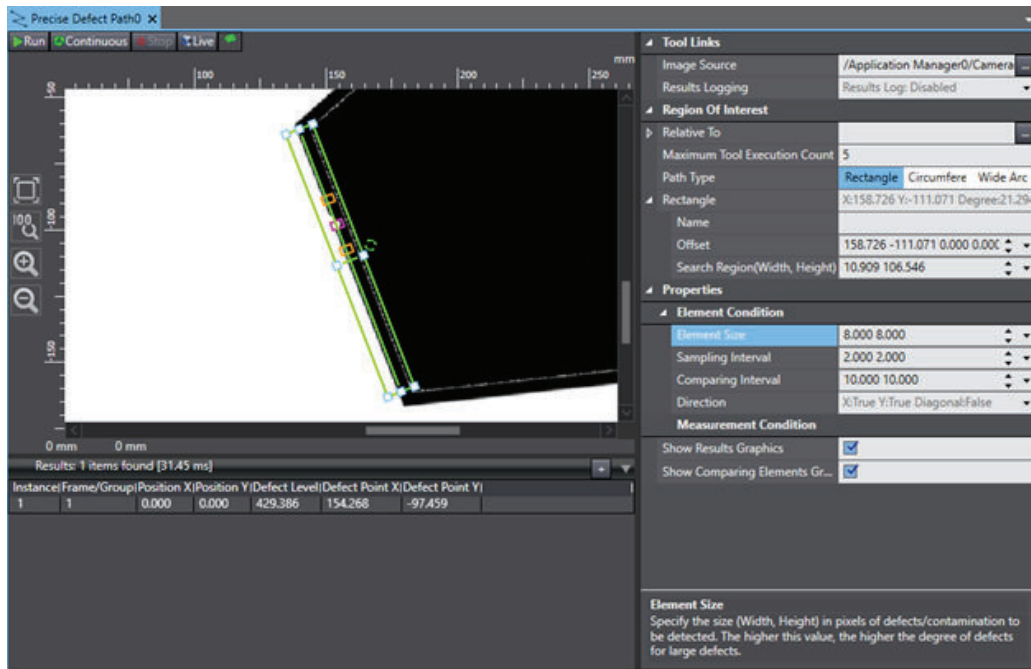 Precise Defect Path0
Run Continuous Stop Live
mm
100 150 200 250
-50
-100
-150
100
0 mm 0 mm
Results: 1 items found [31.45 ms]
Instance Frame/Group Position X Position Y Defect Level Defect Point X Defect Point Y
1 1 0.000 0.000 429.386 154.268 -97.459
Tool Links
Image Source /Application Manager0/Camera
Results Logging Results Log: Disabled
Region Of Interest
Relative To
Maximum Tool Execution Count 5
Path Type Rectangle Circumfere Wide Arc
Rectangle X:158.726 Y:-111.071 Degree:21.294
Name
Offset 158.726 -111.071 0.000 0.000
Search Region(Width, Height) 10.909 106.546
Properties
Element Condition
Element Size 8.000 8.000
Sampling Interval 2.000 2.000
Comparing Interval 10.000 10.000
Direction X:True Y:True Diagonal:False
Measurement Condition
Show Results Graphics
Show Comparing Elements Gr...
Element Size
Specify the size (Width, Height) in pixels of defects/contamination to
be detected. The higher this value, the higher the degree of defects
for large defects.